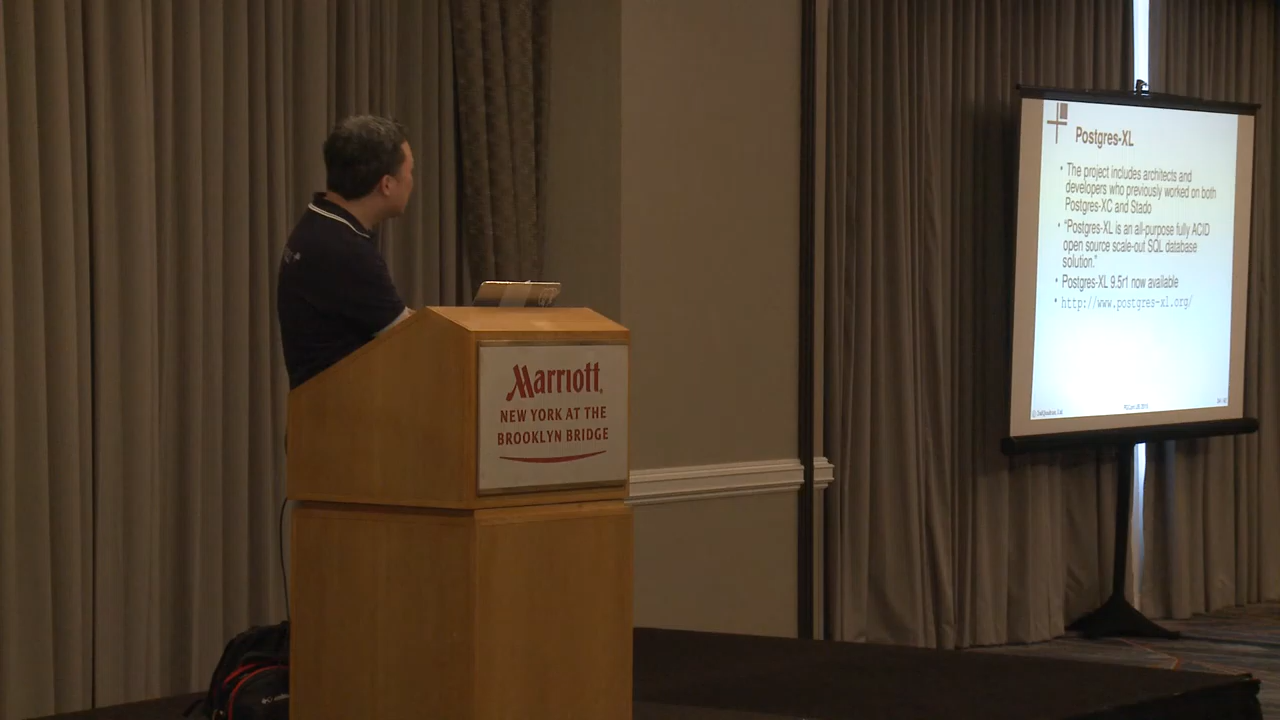 Marriott
NEW YORK AT THE
BROOKLYN BRIDGE
Postgres-XL
• The project includes architects and
developers who previously worked on both
Postgres-XC and Stado
• "Postgres-XL is an all-purpose fully ACID
open source scale-out SQL database
solution."
• Postgres-XL 9.5r1 now available
• http://www.postgres-xl.org/